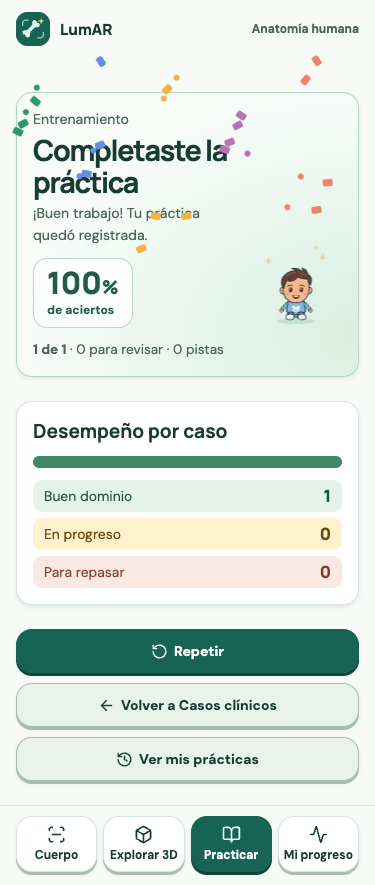 LumAR
Anatomía humana
Entrenamiento
Completaste la
práctica
¡Buen trabajo! Tu práctica
quedó registrada.
100%
de aciertos
1 de 1 · 0 para revisar · 0 pistas
Desempeño por caso
Buen dominio 1
En progreso 0
Para repasar 0
Repetir
Volver a Casos clínicos
Ver mis prácticas
Cuerpo
Explorar 3D
Practicar
Mi progreso